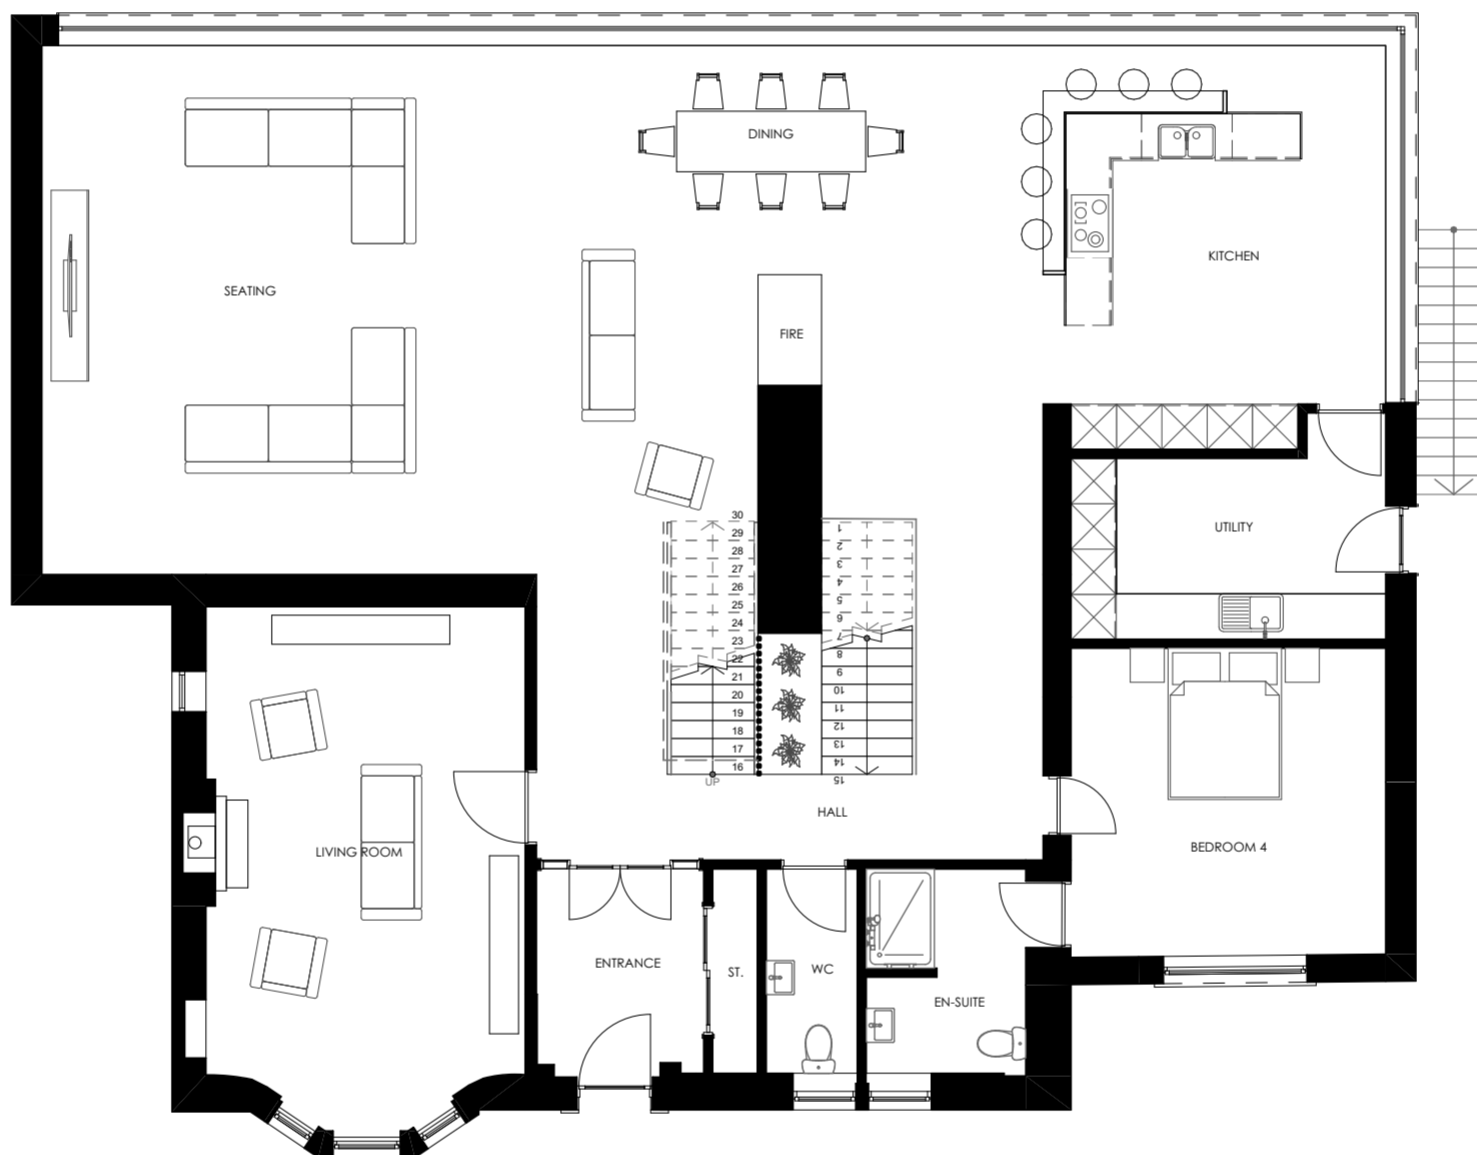 DINING
KITCHEN
SEATING
FIRE
30
29
28
27
26
25
24
23
22
21
20
19
18
17
16
UP
1
2
3
4
5
6
7
8
9
10
11
12
13
14
15
UTILITY
HALL
LIVING ROOM
BEDROOM 4
ENTRANCE
ST.
WC
EN-SUITE